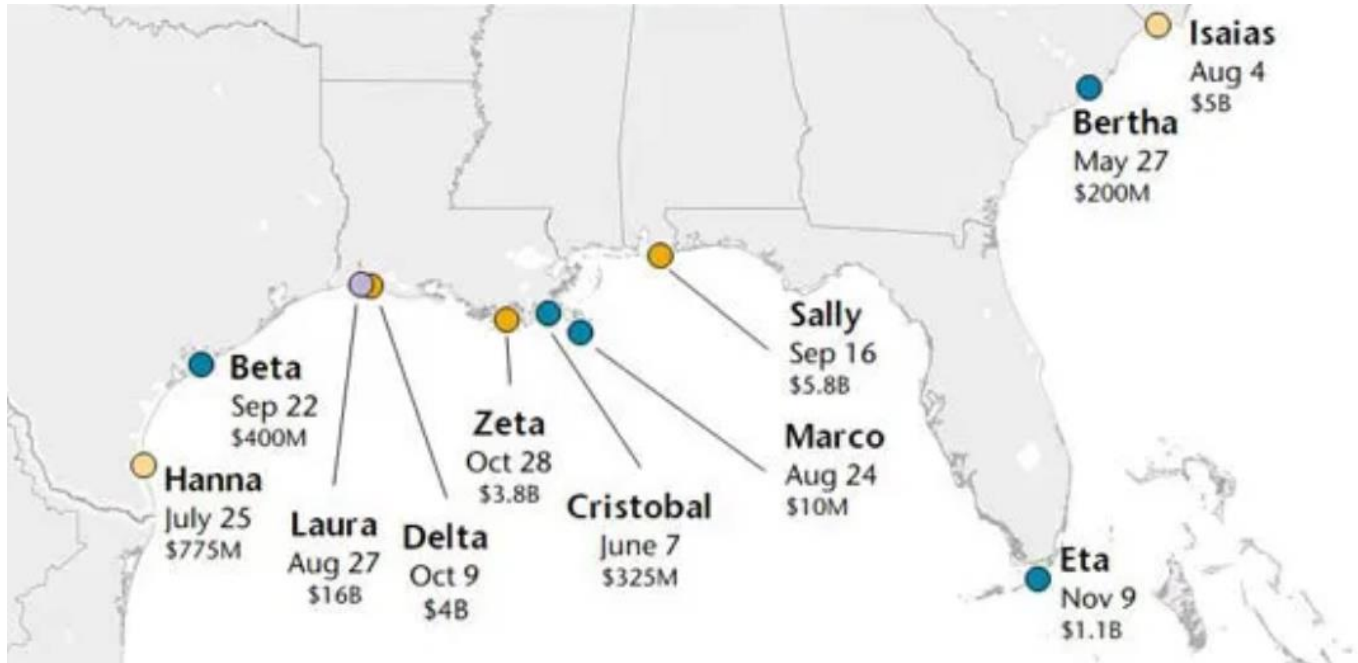 Isaias
Aug 4
$5B
Bertha
May 27
$200M
Sally
Sep 16
$5.8B
Beta
Sep 22
$400M
Zeta
Oct 28
$3.8B
Marco
Aug 24
$10M
Hanna
July 25
$775M
Laura
Aug 27
$16B
Delta
Oct 9
$4B
Cristobal
June 7
$325M
Eta
Nov 9
$1.1B